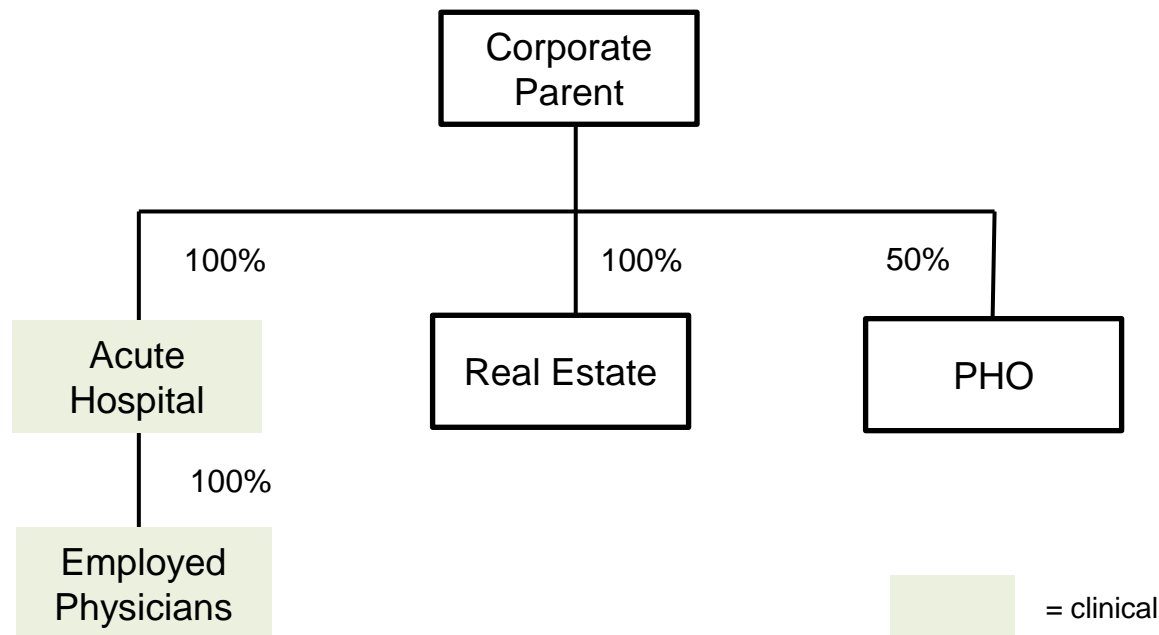 Corporate
Parent
100%
100%
50%
Acute
Hospital
Real Estate
PHO
100%
Employed
Physicians
= clinical